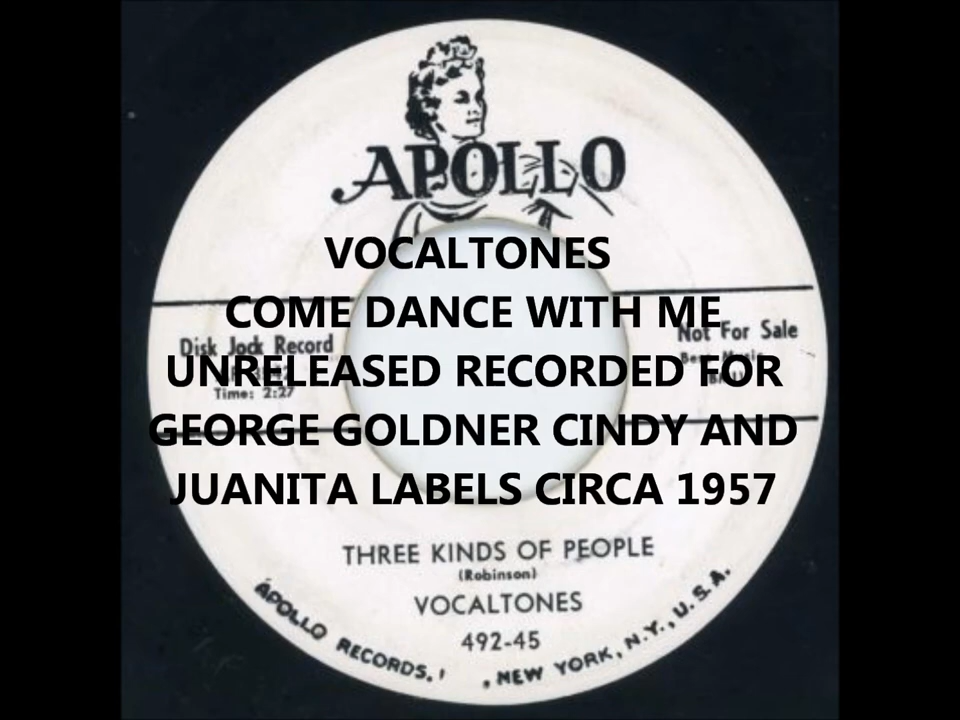 APOLLO
VOCALTONES
COME DANCE WITH ME
UNRELEASED RECORDED FOR
GEORGE GOLDNER CINDY AND
JUANITA LABELS CIRCA 1957
Disk Jock Record
Time: 2:27
Not For Sale
THREE KINDS OF PEOPLE
(Robinson)
VOCALTONES
492-45
APOLLO RECORDS, NEW YORK, N.Y., U.S.A.